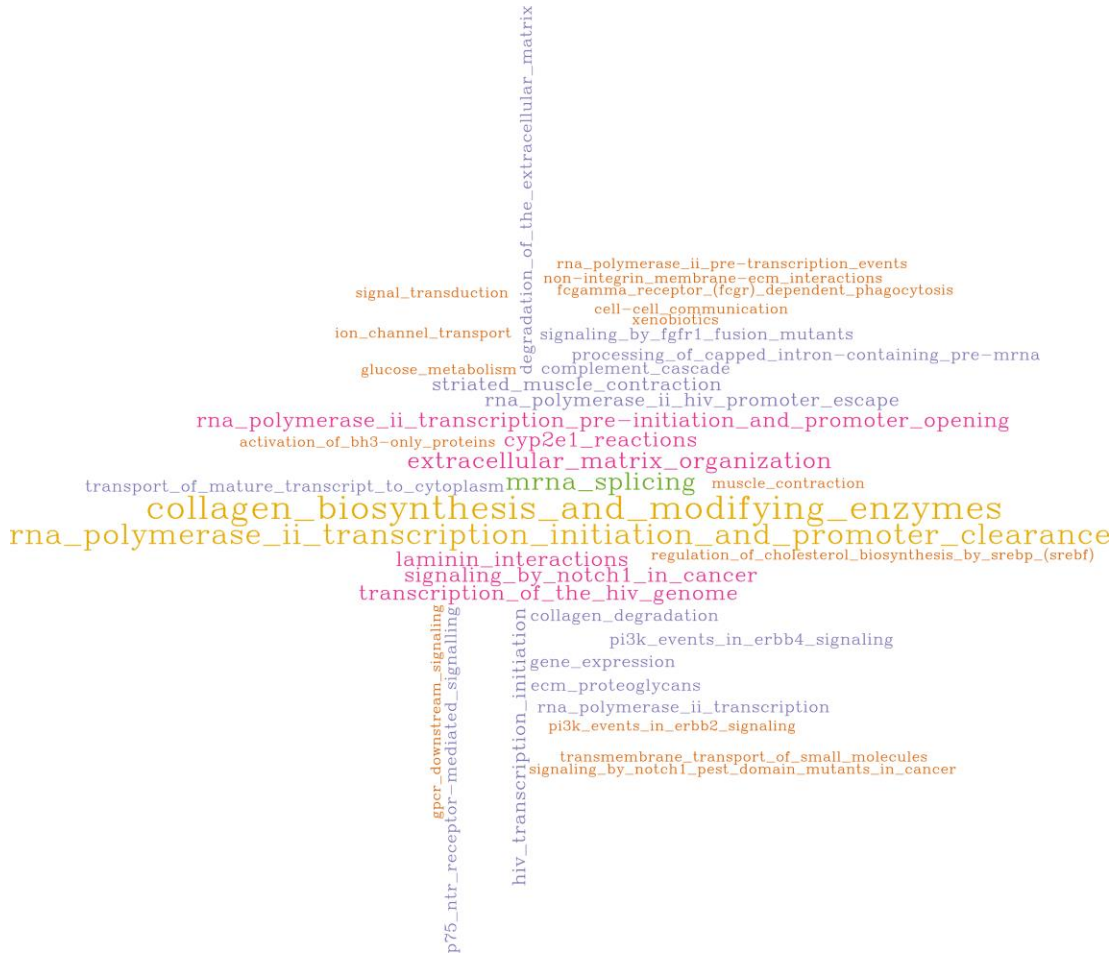 degradation_of_the_extracellular_matrix
rna_polymerase_ii_pre-transcription_events
non-integrin_membrane-ecm_interactions
signal_transduction
fcgamma_receptor_(fcgr)_dependent_phagocytosis
cell-cell_communication
xenobiotics
ion_channel_transport
signaling_by_fgfr1_fusion_mutants
processing_of_capped_intron-containing_pre-mrna
glucose_metabolism
complement_cascade
striated_muscle_contraction
rna_polymerase_ii_hiv_promoter_escape
rna_polymerase_ii_transcription_pre-initiation_and_promoter_opening
activation_of_bh3-only_proteins
cyp2e1_reactions
extracellular_matrix_organization
transport_of_mature_transcript_to_cytoplasm
mrna_splicing
muscle_contraction
collagen_biosynthesis_and_modifying_enzymes
rna_polymerase_ii_transcription_initiation_and_promoter_clearance
laminin_interactions
regulation_of_cholesterol_biosynthesis_by_srebp_(srebf)
signaling_by_notch1_in_cancer
transcription_of_the_hiv_genome
gpcr_downstream_signaling
p75_ntr_receptor-mediated_signalling
hiv_transcription_initiation
collagen_degradation
pi3k_events_in_erbb4_signaling
gene_expression
ecm_proteoglycans
rna_polymerase_ii_transcription
pi3k_events_in_erbb2_signaling
transmembrane_transport_of_small_molecules
signaling_by_notch1_pest_domain_mutants_in_cancer